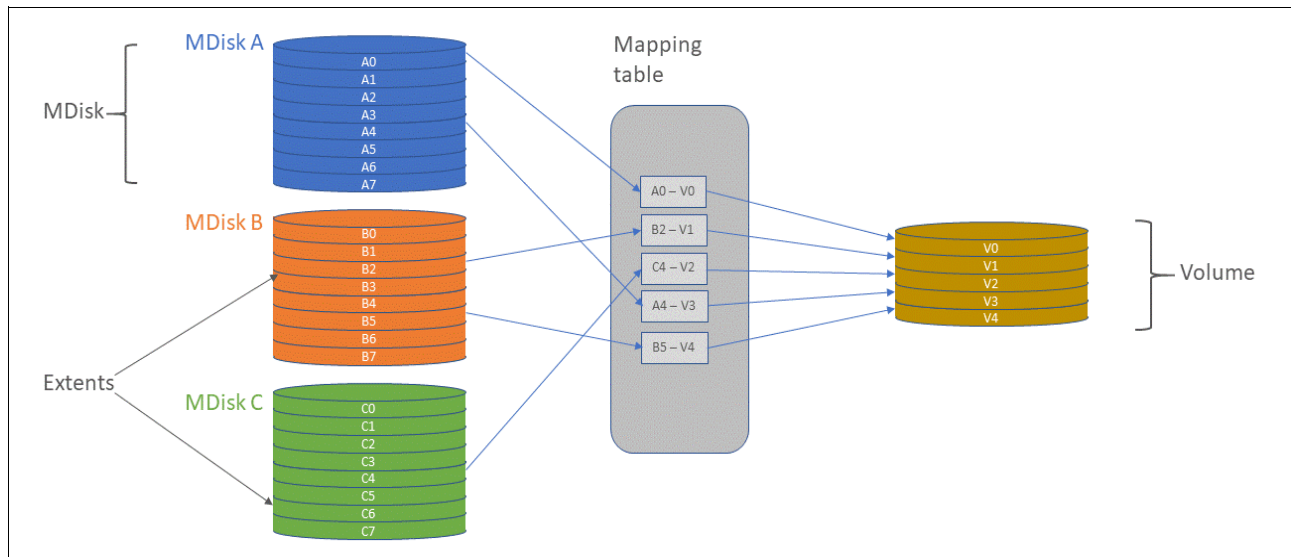 MDisk A
A0
A1
A2
A3
A4
A5
A6
A7
MDisk
MDisk B
B0
B1
B2
B3
B4
B5
B6
B7
Extents
MDisk C
C0
C1
C2
C3
C4
C5
C6
C7
Mapping
table
A0 – V0
B2 – V1
C4 – V2
A4 – V3
B5 – V4
V0
V1
V2
V3
V4
Volume